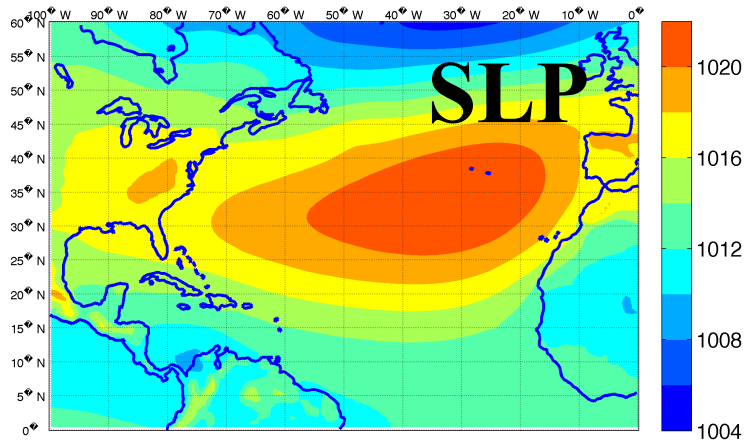 100� W 90� W 80� W 70� W 60� W 50� W 40� W 30� W 20� W 10� W 0�
60� N
55� N
50� N
45� N
40� N
35� N
30� N
25� N
20� N
15� N
10� N
5� N
0�
SLP
1020
1016
1012
1008
1004